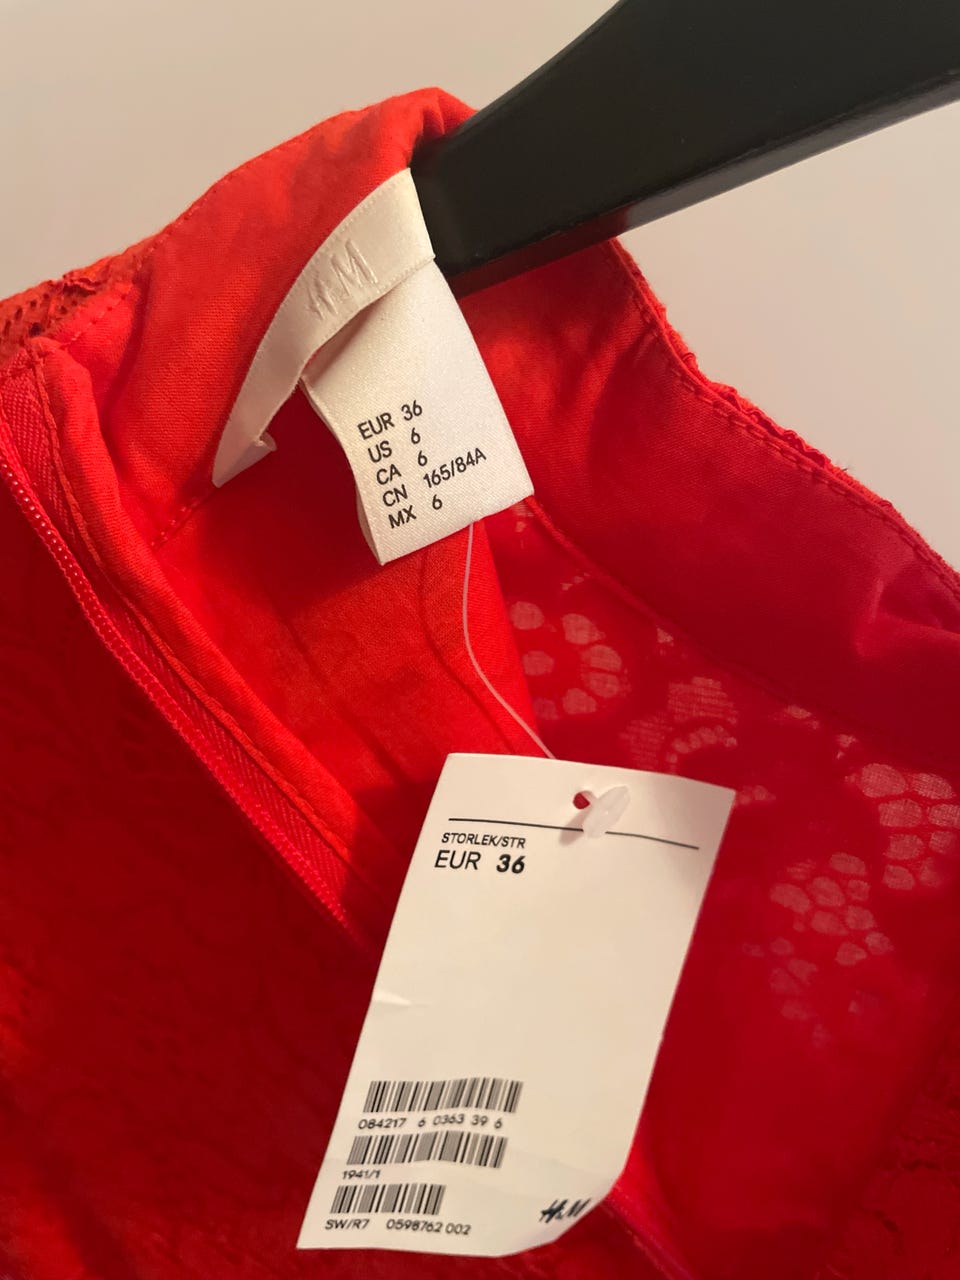 H&M
EUR 36
US 6
CA 6
CN 165/84A
MX 6
STORLEK/STR
EUR 36
084217 6 0363 39 6
1941/1
SW/R7 0598762 002
H&M